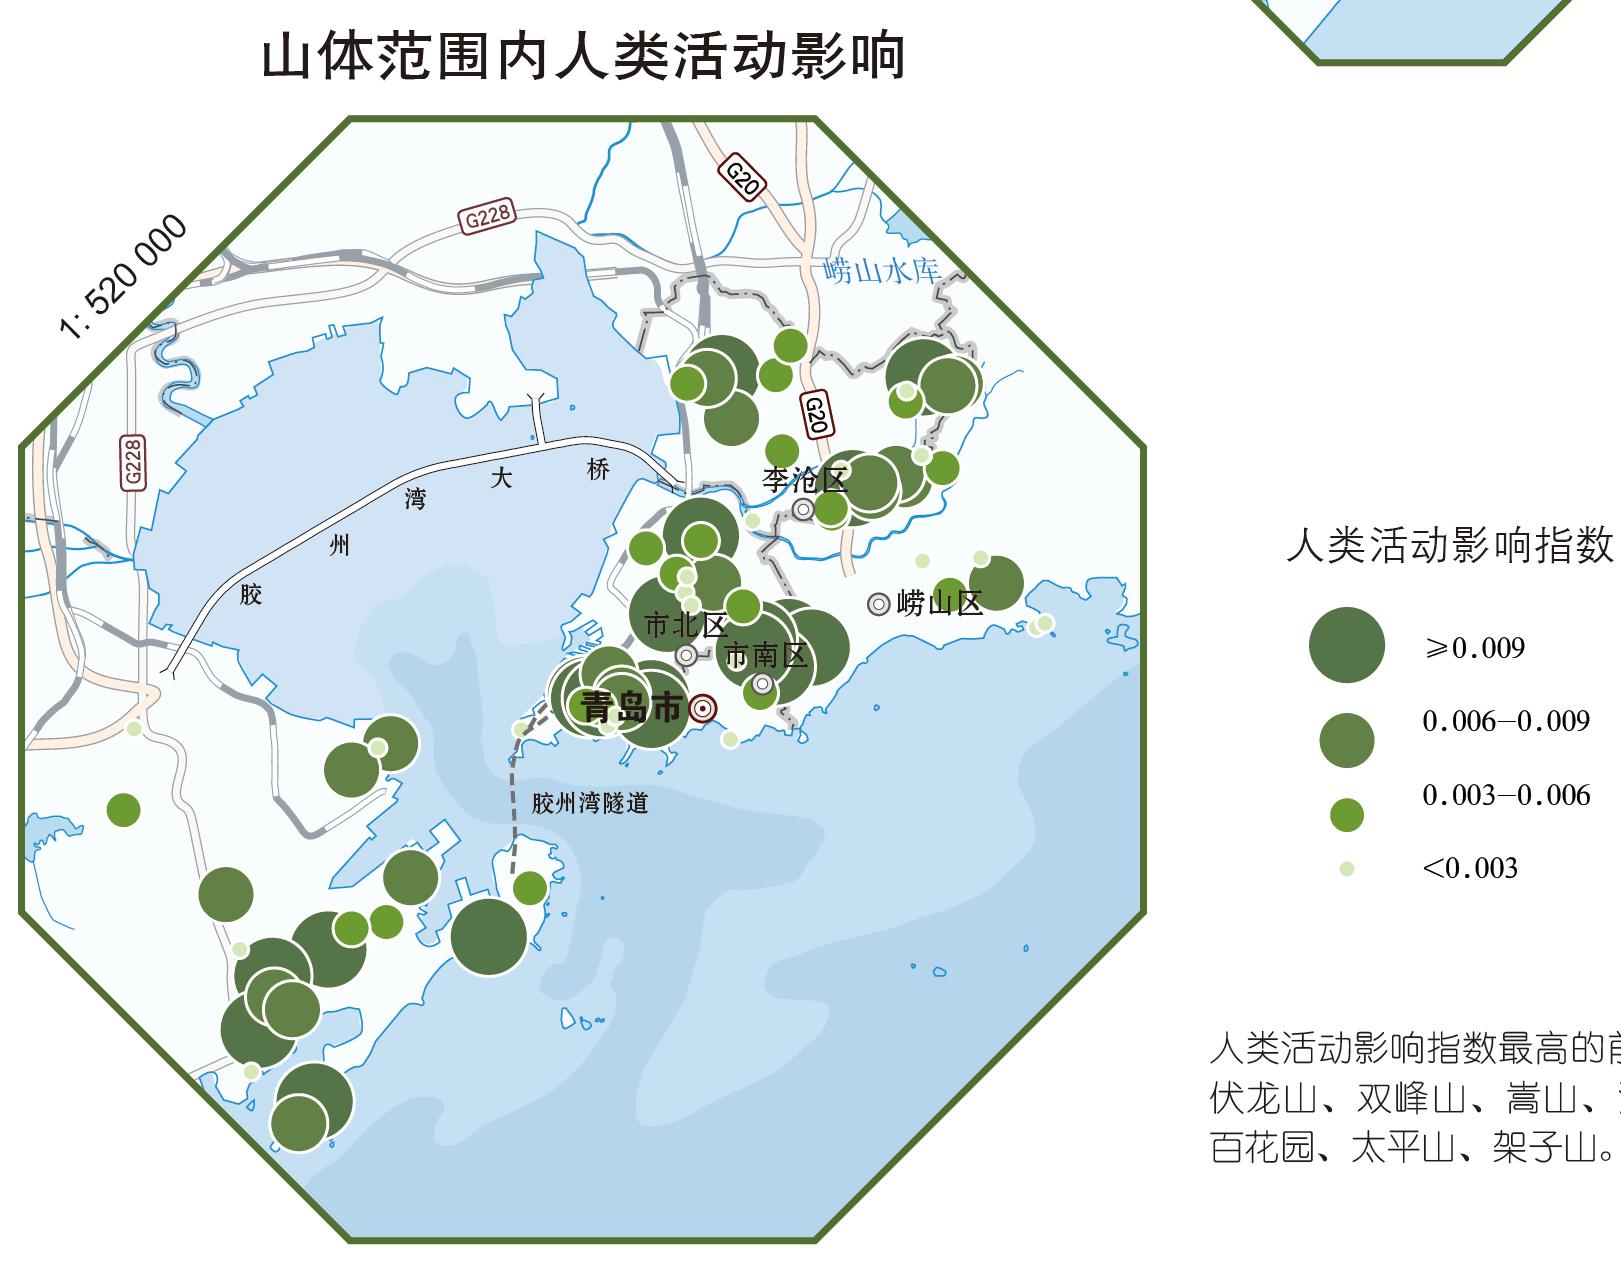 山体范围内人类活动影响
1: 520 000
G20
G228
崂山水库
G20
G228
李沧区
胶州湾大桥
崂山区
市北区
市南区
青岛市
胶州湾隧道
人类活动影响指数
≥0.009
0.006—0.009
0.003—0.006
<0.003
人类活动影响指数最高的
伏龙山、双峰山、嵩山、
百花园、太平山、架子山。